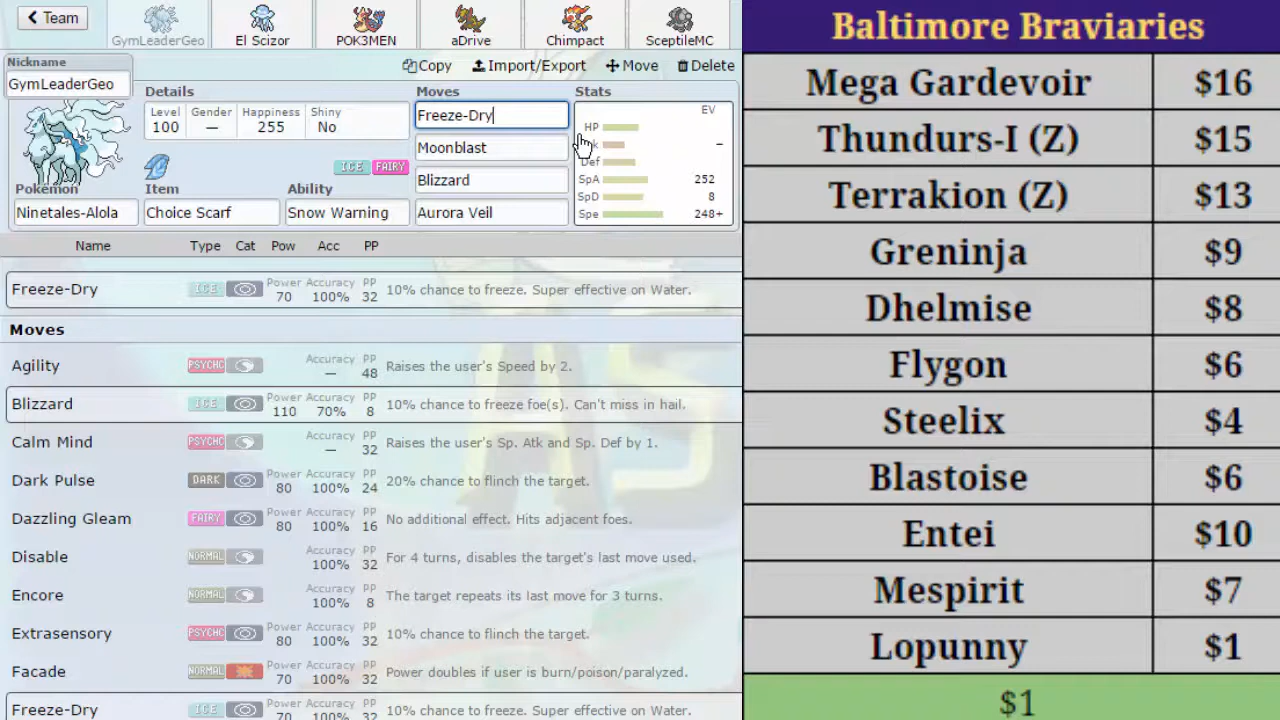 Team
GymLeaderGeo
El Scizor
POK3MEN
aDrive
Chimpact
SceptileMC
Nickname
GymLeaderGeo
Copy
Import/Export
Move
Delete
Details
Level
100
Gender
—
Happiness
255
Shiny
No
ICE
FAIRY
Pokémon
Ninetales-Alola
Item
Choice Scarf
Ability
Snow Warning
Moves
Freeze-Dry
Moonblast
Blizzard
Aurora Veil
Stats
EV
HP
–
Def
SpA 252
SpD 8
Spe 248+
Name Type Cat Pow Acc PP
Freeze-Dry ICE Power 70 Accuracy 100% PP 32 10% chance to freeze. Super effective on Water.
Moves
Agility PSYCHC Accuracy — PP 48 Raises the user's Speed by 2.
Blizzard ICE Power 110 Accuracy 70% PP 8 10% chance to freeze foe(s). Can't miss in hail.
Calm Mind PSYCHC Accuracy — PP 32 Raises the user's Sp. Atk and Sp. Def by 1.
Dark Pulse DARK Power 80 Accuracy 100% PP 24 20% chance to flinch the target.
Dazzling Gleam FAIRY Power 80 Accuracy 100% PP 16 No additional effect. Hits adjacent foes.
Disable NORMAL Accuracy 100% PP 32 For 4 turns, disables the target's last move used.
Encore NORMAL Accuracy 100% PP 8 The target repeats its last move for 3 turns.
Extrasensory PSYCHC Power 80 Accuracy 100% PP 32 10% chance to flinch the target.
Facade NORMAL Power 70 Accuracy 100% PP 32 Power doubles if user is burn/poison/paralyzed.
Freeze-Dry ICE Power 70 Accuracy 100% PP 32 10% chance to freeze. Super effective on Water.
Baltimore Braviaries
Mega Gardevoir $16
Thundurs-I (Z) $15
Terrakion (Z) $13
Greninja $9
Dhelmise $8
Flygon $6
Steelix $4
Blastoise $6
Entei $10
Mespirit $7
Lopunny $1
$1